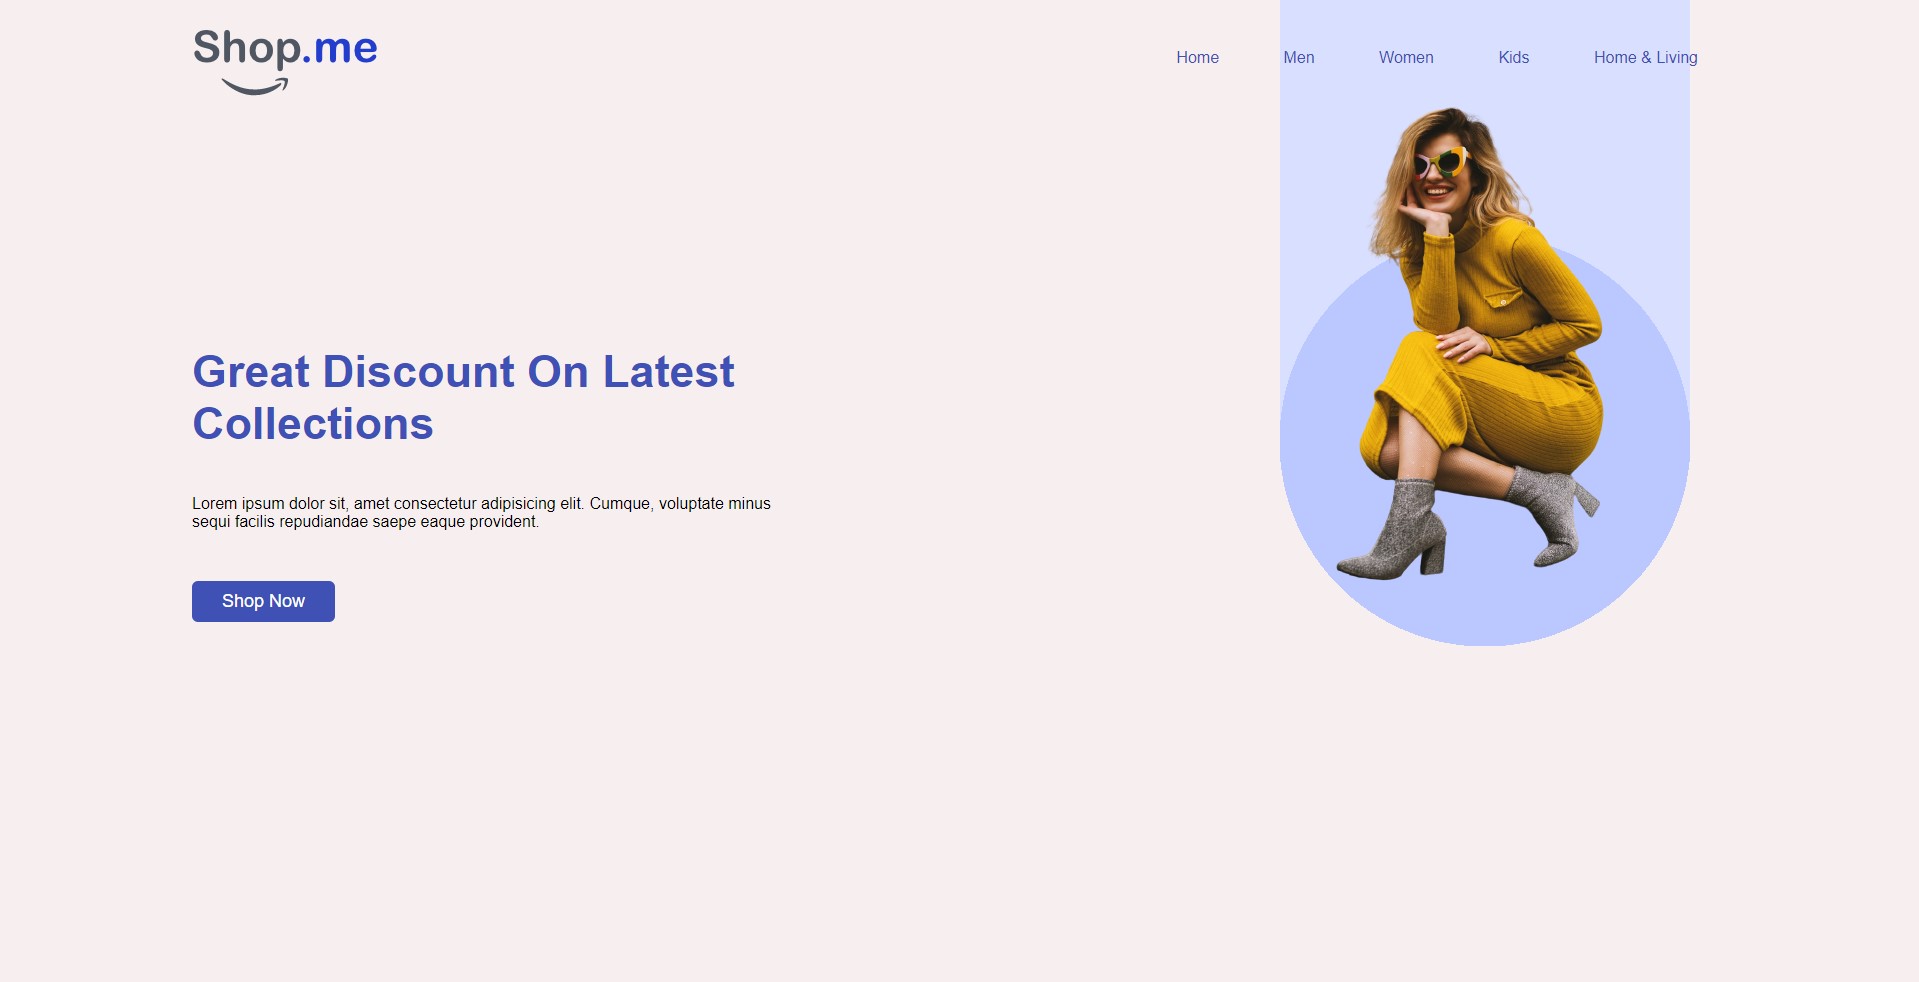 Shop.me
Home Men Women Kids Home & Living
Great Discount On Latest
Collections
Lorem ipsum dolor sit, amet consectetur adipisicing elit. Cumque, voluptate minus
sequi facilis repudiandae saepe eaque provident.
Shop Now